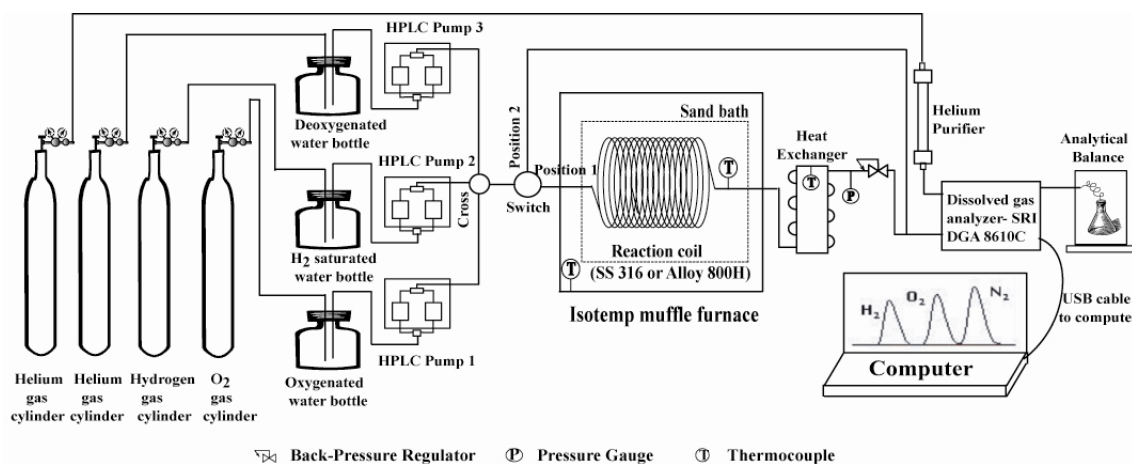 HPLC Pump 3
Deoxygenated
water bottle
HPLC Pump 2
H2 saturated
water bottle
HPLC Pump 1
Oxygenated
water bottle
Helium
gas
cylinder
Helium
gas
cylinder
Hydrogen
gas
cylinder
O2
gas
cylinder
Cross
Position 2
Position 1
Switch
Sand bath
T
Reaction coil
(SS 316 or Alloy 800H)
T
Isotemp muffle furnace
Heat
Exchanger
T
P
Helium
Purifier
Analytical
Balance
Dissolved gas
analyzer- SRI
DGA 8610C
USB cable
to compute
H2
O2
N2
Computer
Back-Pressure Regulator
P Pressure Gauge
T Thermocouple